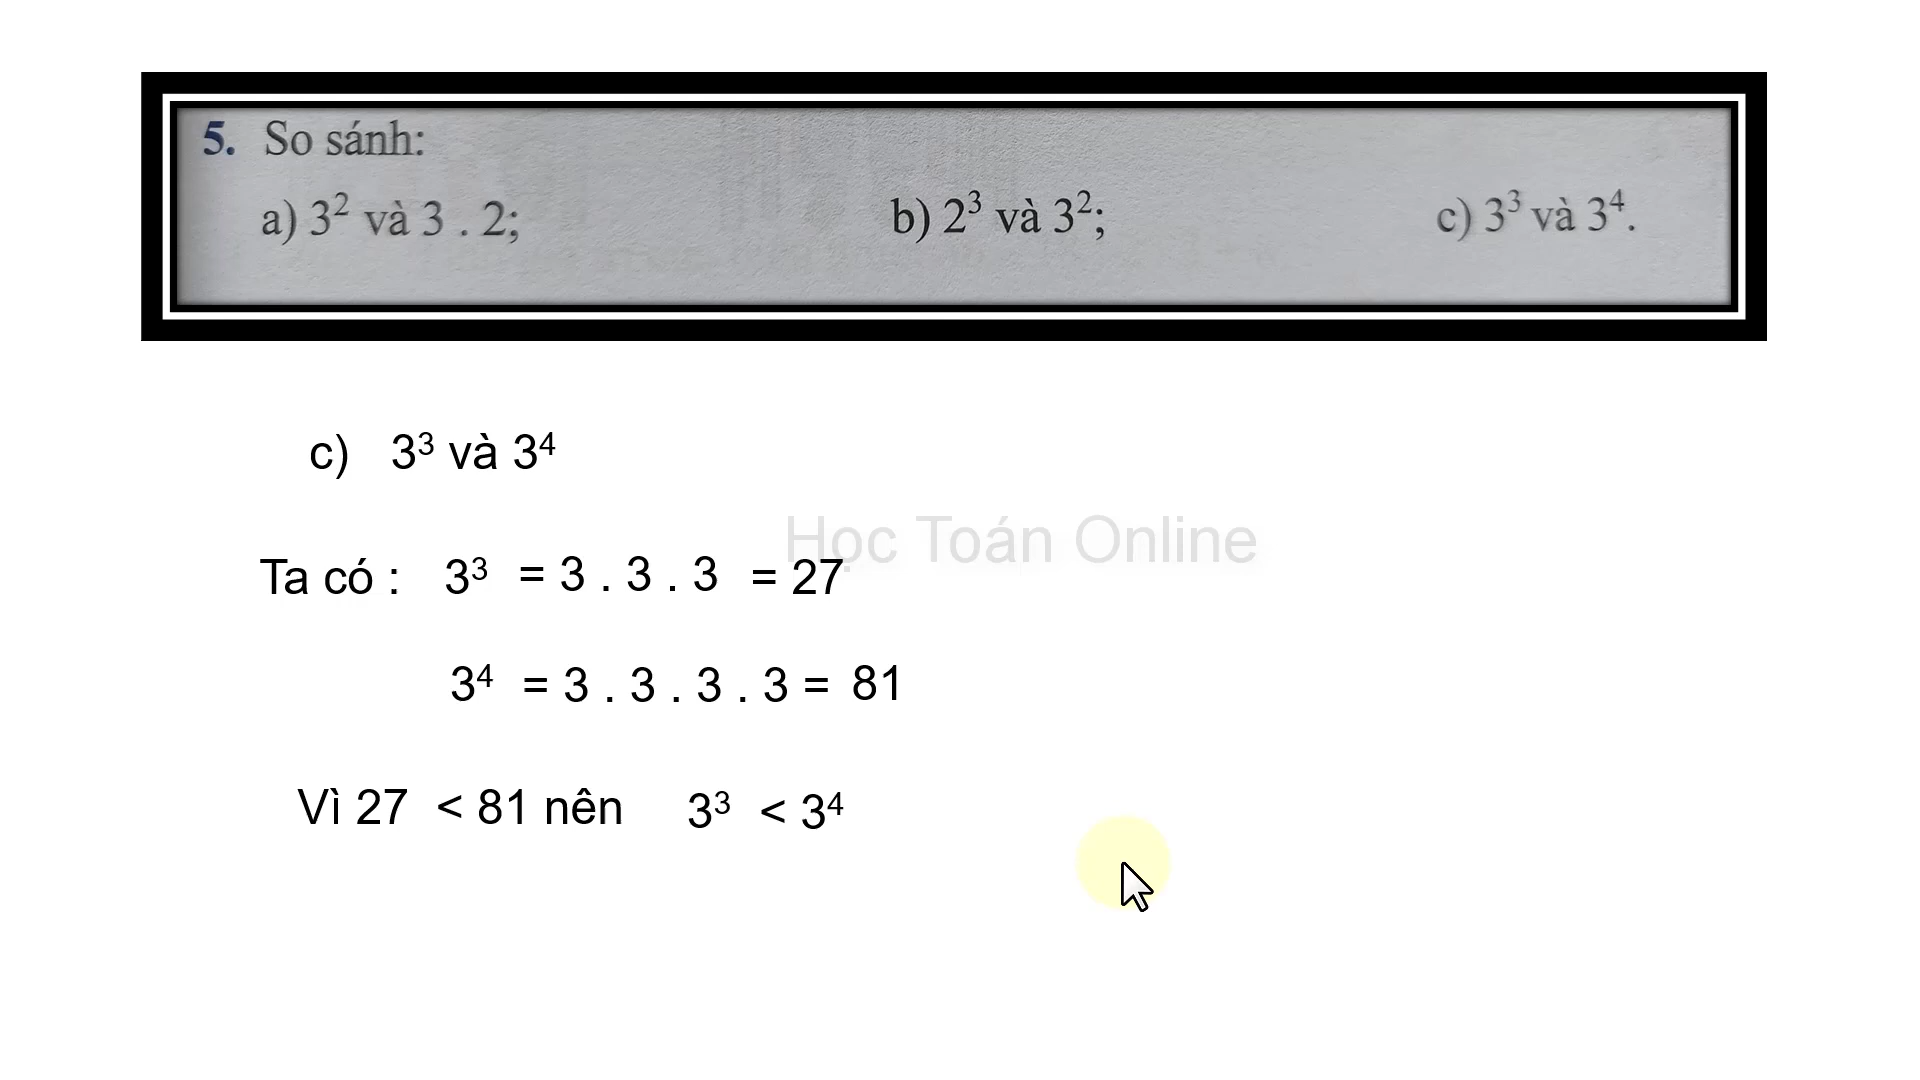 5. So sánh:
a) 3² và 3 . 2; b) 2³ và 3²; c) 3³ và 3⁴.
c) 3³ và 3⁴
Học Toán Online
Ta có : 3³ = 3 . 3 . 3 = 27
3⁴ = 3 . 3 . 3 . 3 = 81
Vì 27 < 81 nên 3³ < 3⁴